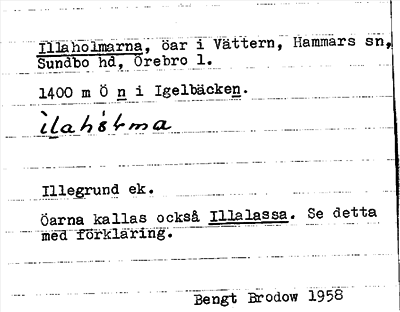 Illaholmarna, öar i Vättern, Hammars sn,
Sundbo hd, Örebro l.
1400 m Ö n i Igelbäcken.
Illegrund ek.
Öarna kallas också Illalassa. Se detta
med förklaring.
Bengt Brodow 1958